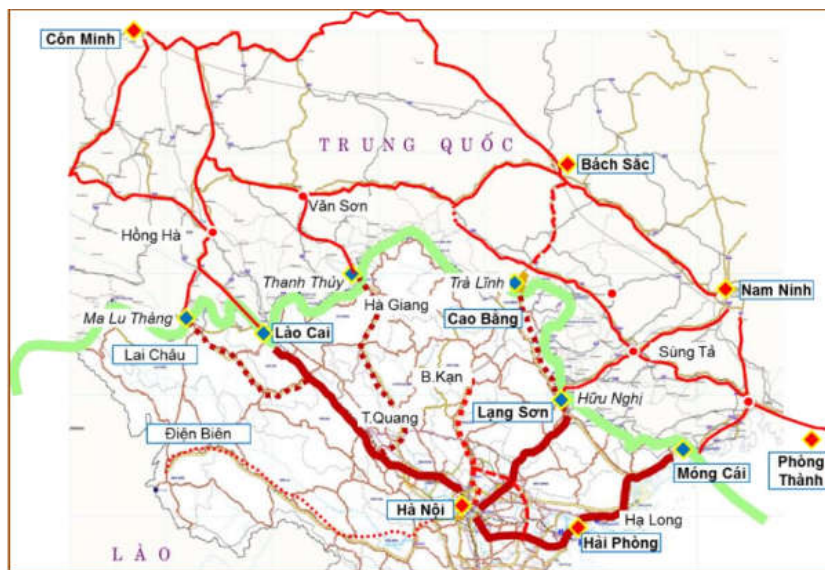 Côn Minh
TRUNG QUỐC
Bách Sắc
Văn Sơn
Hồng Hà
Thanh Thủy
Trà Lĩnh
Nam Ninh
Hà Giang
Ma Lu Thàng
Cao Bằng
Lào Cai
Lai Châu
Sùng Tả
B.Kạn
Hữu Nghị
T.Quang
Lạng Sơn
Điện Biên
Móng Cái
Phòng
Thành
Hà Nội
Hạ Long
Hải Phòng
LÀO